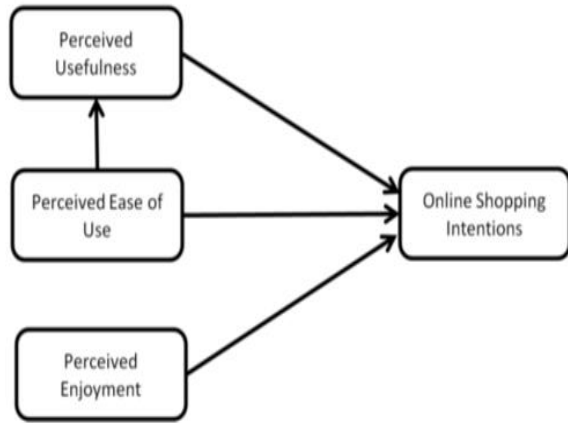 Perceived
Usefulness
Perceived Ease of
Use
Online Shopping
Intentions
Perceived
Enjoyment